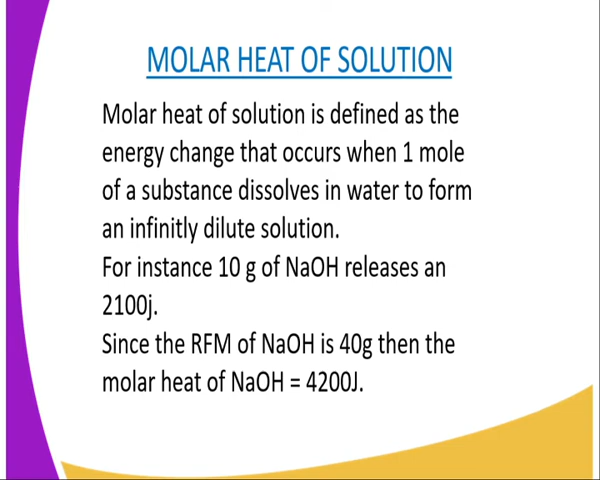 MOLAR HEAT OF SOLUTION
Molar heat of solution is defined as the
energy change that occurs when 1 mole
of a substance dissolves in water to form
an infinitly dilute solution.
For instance 10 g of NaOH releases an
2100j.
Since the RFM of NaOH is 40g then the
molar heat of NaOH = 4200J.